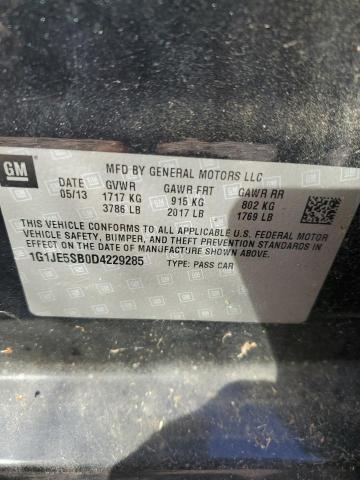 GM
MFD BY GENERAL MOTORS LLC
DATE GVWR GAWR FRT GAWR RR
05/13 1717 KG 915 KG 802 KG
3786 LB 2017 LB 1769 LB
THIS VEHICLE CONFORMS TO ALL APPLICABLE U.S. FEDERAL MOTOR
VEHICLE SAFETY, BUMPER, AND THEFT PREVENTION STANDARDS IN
EFFECT ON THE DATE OF MANUFACTURE SHOWN ABOVE.
1G1JE5SB0D4229285 TYPE: PASS CAR